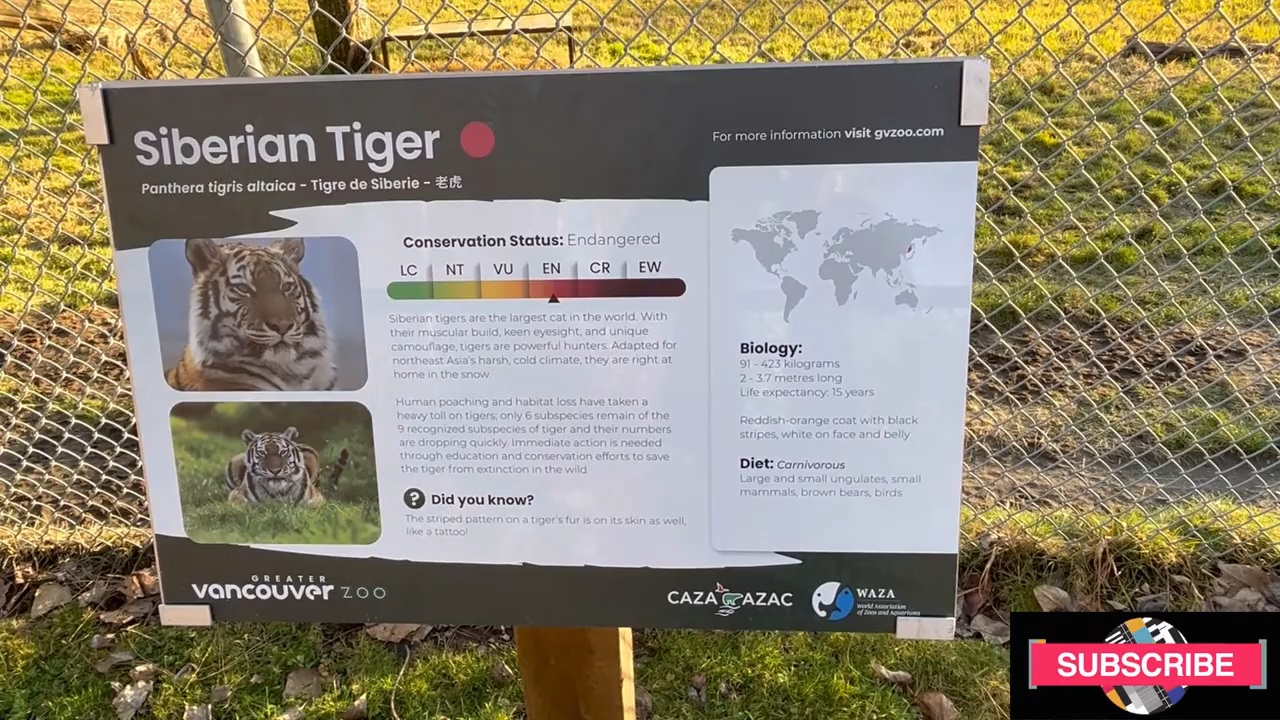 Siberian Tiger
Panthera tigris altaica - Tigre de Siberie - 老虎
For more information visit gvzoo.com
Conservation Status: Endangered
LC NT VU EN CR EW
Siberian tigers are the largest cat in the world. With
their muscular build, keen eyesight, and unique
camouflage, tigers are powerful hunters. Adapted for
northeast Asia's harsh, cold climate, they are right at
home in the snow.
Human poaching and habitat loss have taken a
heavy toll on tigers; only 6 subspecies remain of the
9 recognized subspecies of tiger and their numbers
are dropping quickly. Immediate action is needed
through education and conservation efforts to save
the tiger from extinction in the wild.
? Did you know?
The striped pattern on a tiger's fur is on its skin as well,
like a tattoo!
Biology:
91 - 423 kilograms
2 - 3.7 metres long
Life expectancy: 15 years
Reddish-orange coat with black
stripes, white on face and belly
Diet: Carnivorous
Large and small ungulates, small
mammals, brown bears, birds
GREATER
vancouver ZOO
CAZA AZAC
WAZA
World Association
of Zoos and Aquariums
SUBSCRIBE